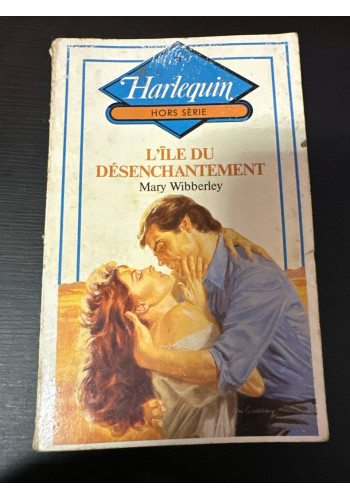 Harlequin
HORS SÉRIE
L'ÎLE DU
DÉSENCHANTEMENT
Mary Wibberley